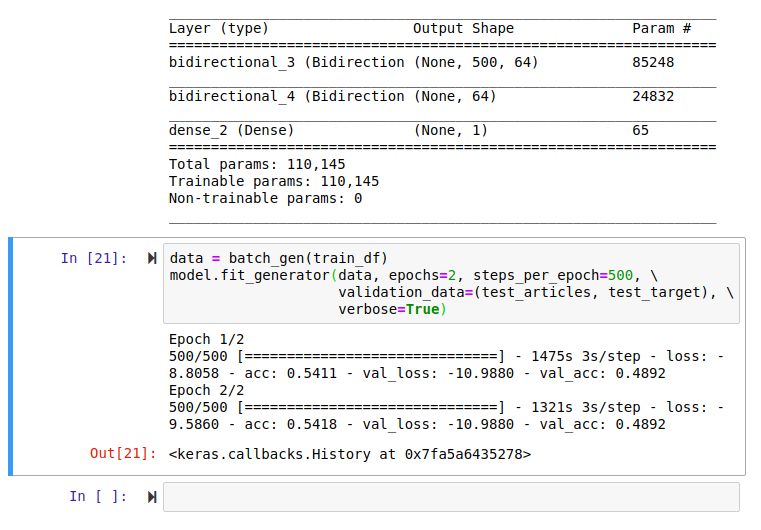 Layer (type) Output Shape Param #
=================================================================
bidirectional_3 (Bidirection (None, 500, 64) 85248
bidirectional_4 (Bidirection (None, 64) 24832
dense_2 (Dense) (None, 1) 65
=================================================================
Total params: 110,145
Trainable params: 110,145
Non-trainable params: 0
In [21]: data = batch_gen(train_df)
model.fit_generator(data, epochs=2, steps_per_epoch=500, \
validation_data=(test_articles, test_target), \
verbose=True)
Epoch 1/2
500/500 [==============================] - 1475s 3s/step - loss: -
8.8058 - acc: 0.5411 - val_loss: -10.9880 - val_acc: 0.4892
Epoch 2/2
500/500 [==============================] - 1321s 3s/step - loss: -
9.5860 - acc: 0.5418 - val_loss: -10.9880 - val_acc: 0.4892
Out[21]: <keras.callbacks.History at 0x7fa5a6435278>
In [ ]: